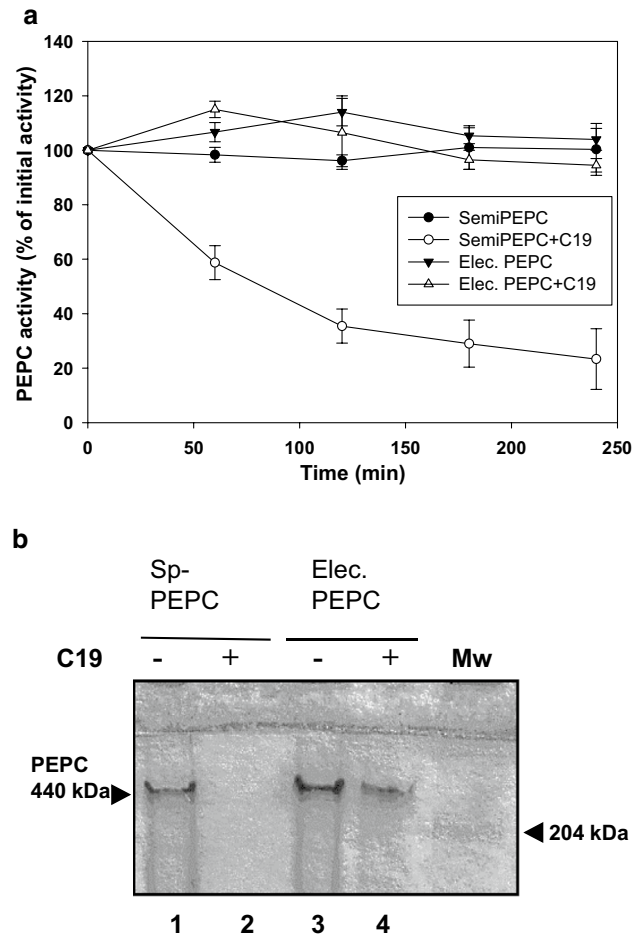 a
PEPC activity (% of initial activity)
140
120
100
80
60
40
20
0
SemiPEPC
SemiPEPC+C19
Elec. PEPC
Elec. PEPC+C19
0 50 100 150 200 250
Time (min)
b
Sp-
PEPC
Elec.
PEPC
C19 - + - + Mw
PEPC
440 kDa
204 kDa
1 2 3 4